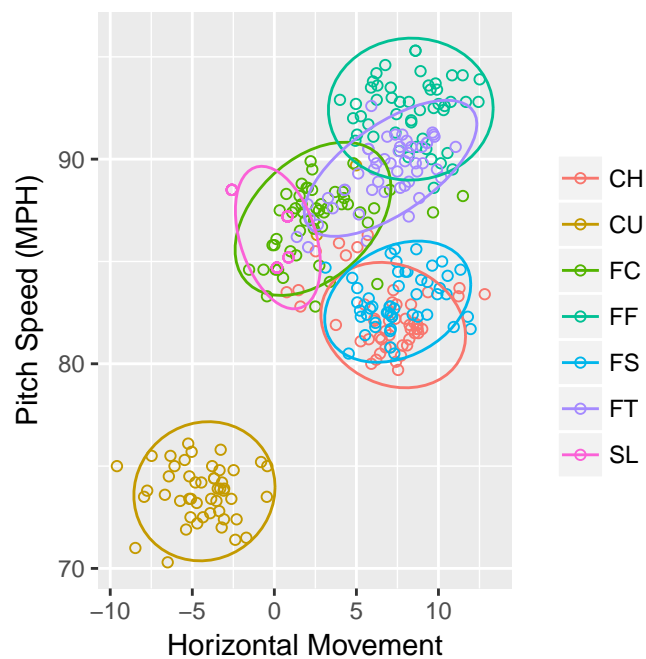 Pitch Speed (MPH)
90
80
70
−10
−5
0
5
10
Horizontal Movement
CH
CU
FC
FF
FS
FT
SL